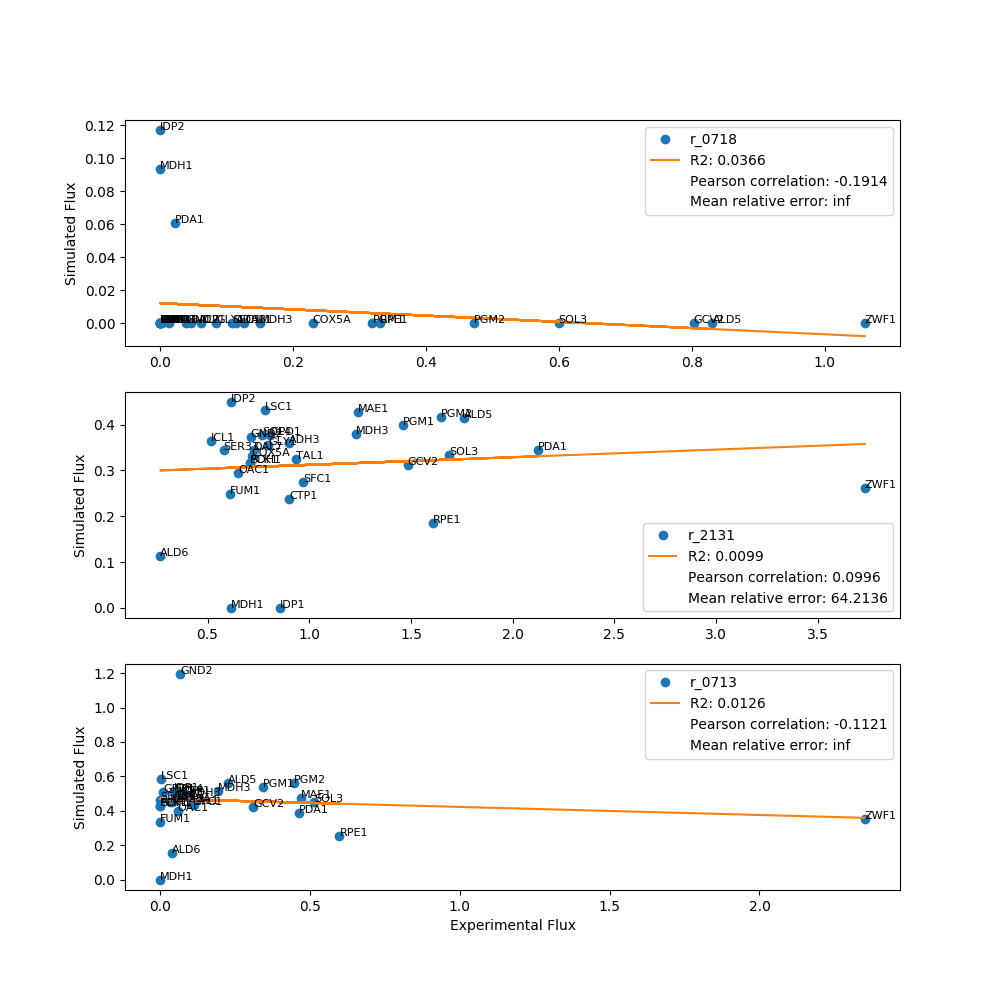 0.12
0.10
0.08
0.06
0.04
0.02
0.00
Simulated Flux
IDP2
MDH1
PDA1
COX5A
RPE1
PGM2
SOL3
GCV2
ALD5
ZWF1
MDH3
r_0718
R2: 0.0366
Pearson correlation: -0.1914
Mean relative error: inf
0.0 0.2 0.4 0.6 0.8 1.0
0.4
0.3
0.2
0.1
0.0
Simulated Flux
IDP2
LSC1
MAE1
PGM1
PGM2
ALD5
MDH3
ICL1
SER3
ADH3
COX5A
TAL1
SOL3
PDA1
GCV2
OAC1
SFC1
FUM1
CTP1
RPE1
ZWF1
ALD6
MDH1
IDP1
r_2131
R2: 0.0099
Pearson correlation: 0.0996
Mean relative error: 64.2136
0.5 1.0 1.5 2.0 2.5 3.0 3.5
1.2
1.0
0.8
0.6
0.4
0.2
0.0
Simulated Flux
GND2
LSC1
ALD5
PGM1
PGM2
MDH3
MAE1
SOL3
GCV2
PDA1
OAC1
FUM1
RPE1
ZWF1
ALD6
MDH1
r_0713
R2: 0.0126
Pearson correlation: -0.1121
Mean relative error: inf
0.0 0.5 1.0 1.5 2.0
Experimental Flux